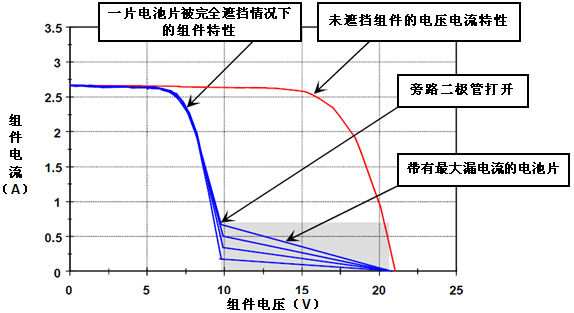 一片电池片被完全遮挡情况下
的组件特性
未遮挡组件的电压电流特性
旁路二极管打开
带有最大漏电流的电池片
3.5
3
2.5
2
1.5
1
0.5
0
组
件
电
流
(A)
0
5
10
15
20
25
组件电压(V)